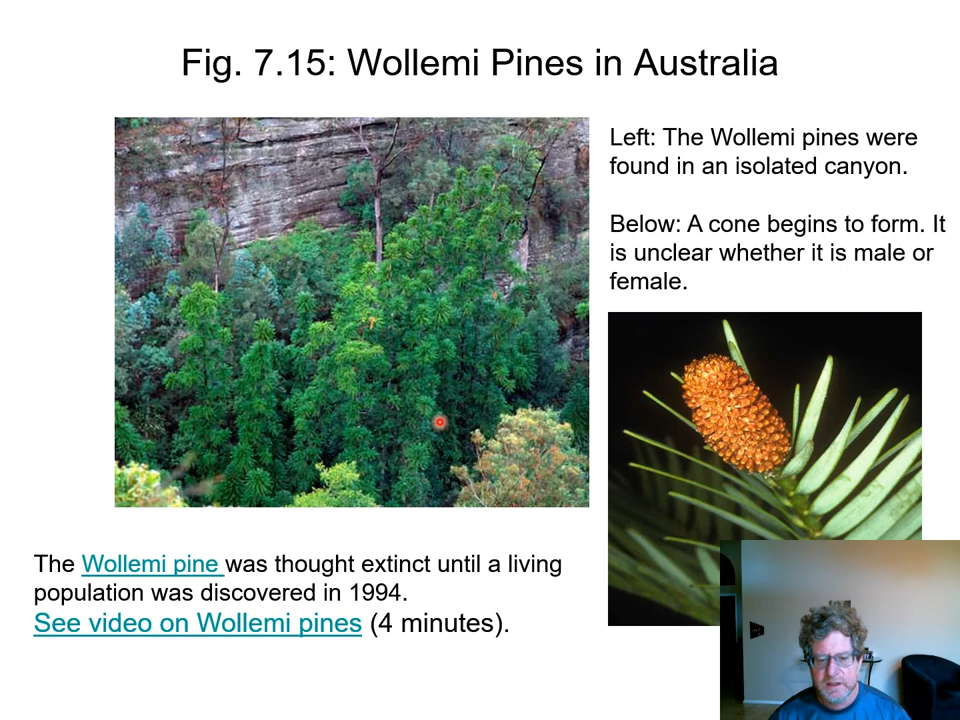 Fig. 7.15: Wollemi Pines in Australia
Left: The Wollemi pines were
found in an isolated canyon.
Below: A cone begins to form. It
is unclear whether it is male or
female.
The Wollemi pine was thought extinct until a living
population was discovered in 1994.
See video on Wollemi pines (4 minutes).